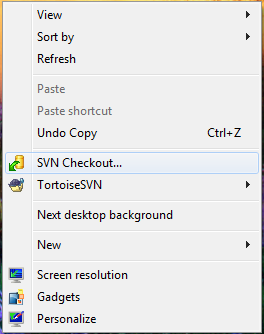 View
Sort by
Refresh
Paste
Paste shortcut
Undo Copy Ctrl+Z
SVN Checkout...
TortoiseSVN
Next desktop background
New
Screen resolution
Gadgets
Personalize